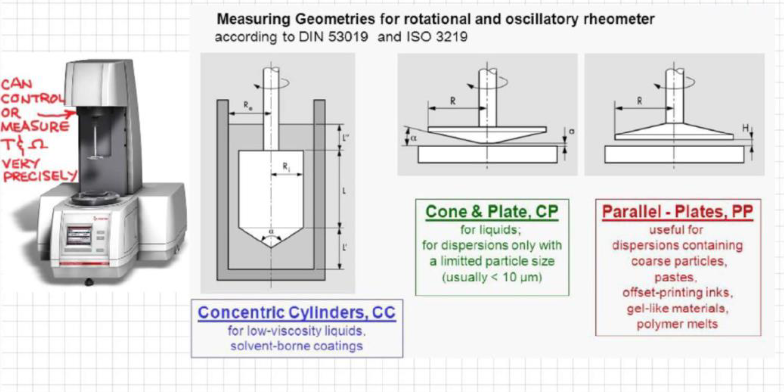 Measuring Geometries for rotational and oscillatory rheometer
according to DIN 53019 and ISO 3219
CAN
CONTROL
OR
MEASURE
T & Ω
VERY
PRECISELY
Rₑ
L"
Rᵢ
L
α
L'
R
α
a
R
H
Concentric Cylinders, CC
for low-viscosity liquids,
solvent-borne coatings
Cone & Plate, CP
for liquids;
for dispersions only with
a limitted particle size
(usually < 10 µm)
Parallel - Plates, PP
useful for
dispersions containing
coarse particles,
pastes,
offset-printing inks,
gel-like materials,
polymer melts